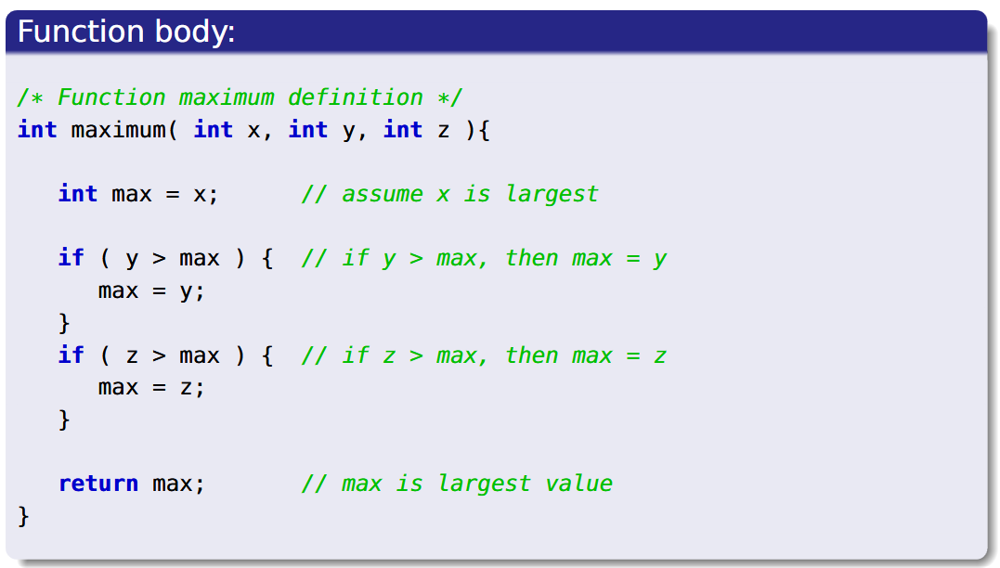 Function body:
/* Function maximum definition */
int maximum( int x, int y, int z ){
int max = x; // assume x is largest
if ( y > max ) { // if y > max, then max = y
max = y;
}
if ( z > max ) { // if z > max, then max = z
max = z;
}
return max; // max is largest value
}